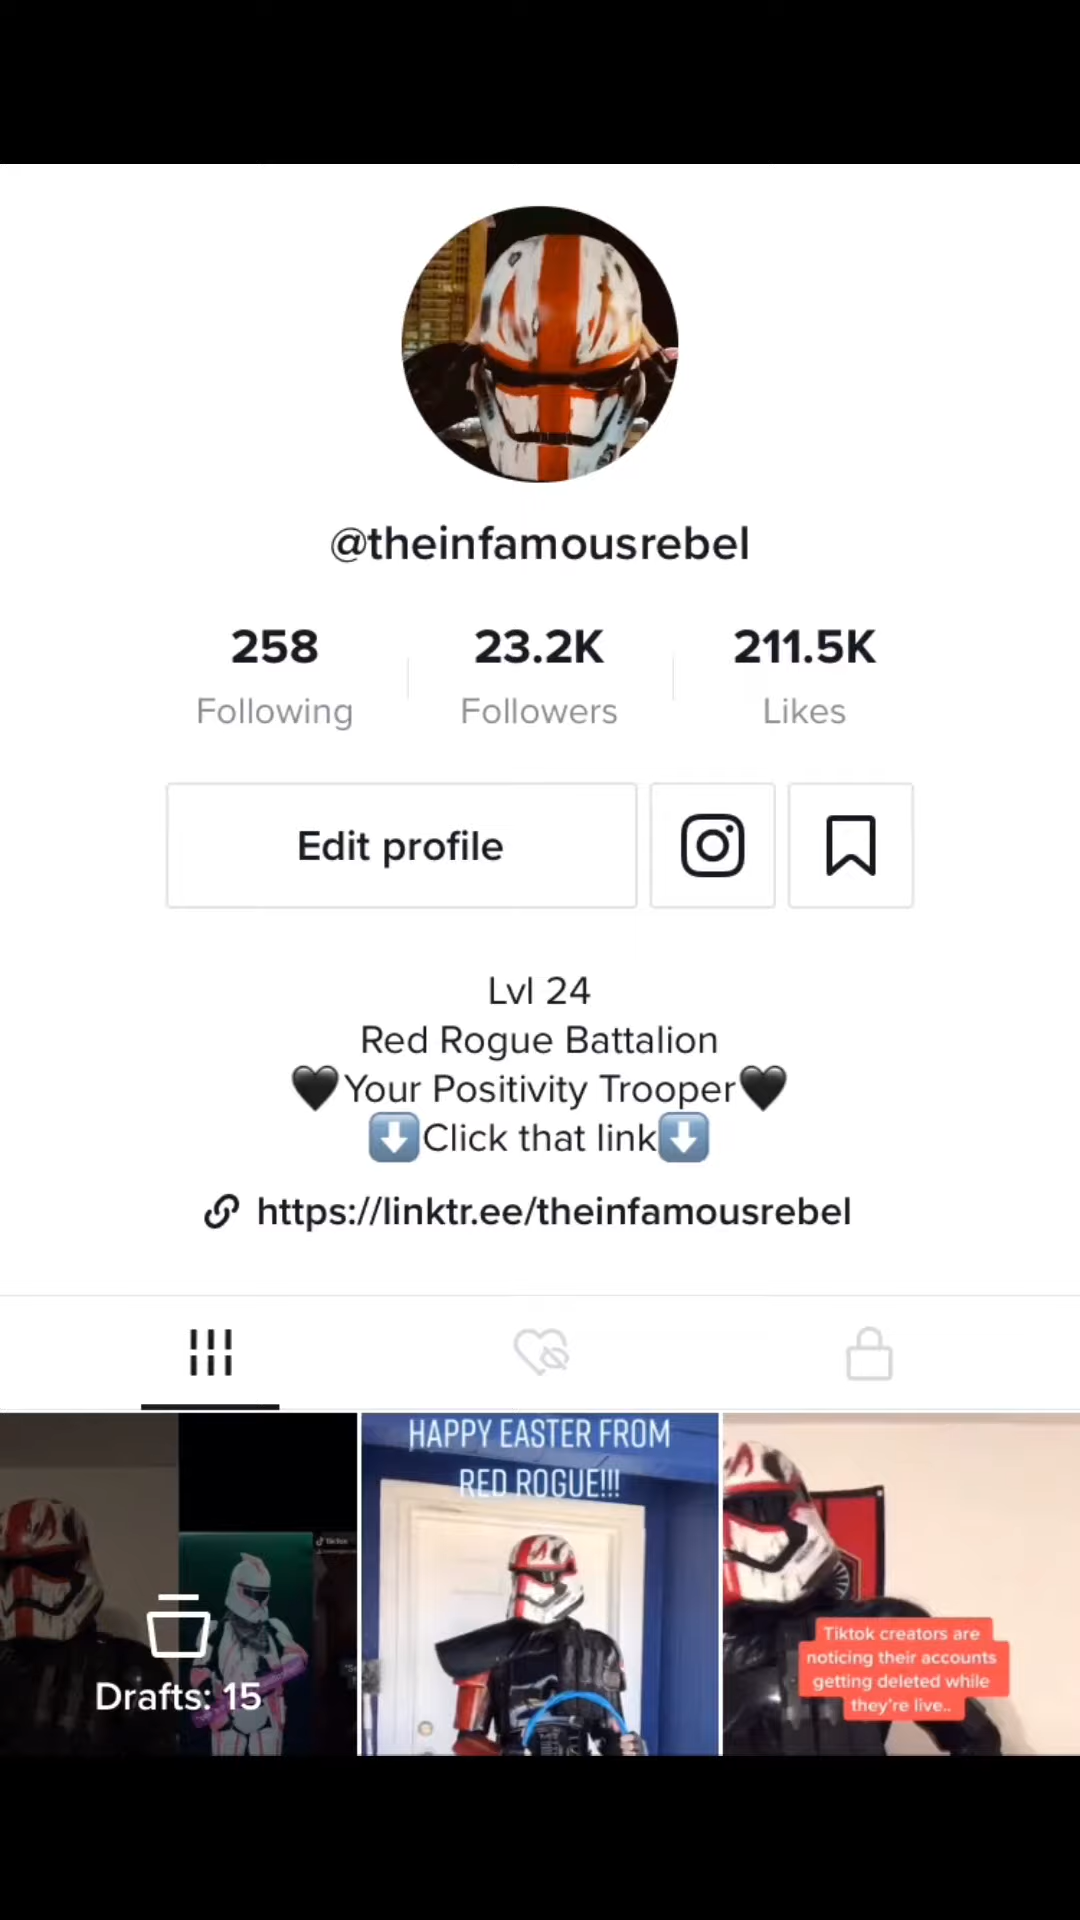 @theinfamousrebel
258
23.2K
211.5K
Following
Followers
Likes
Edit profile
Lvl 24
Red Rogue Battalion
🖤Your Positivity Trooper🖤
⬇️Click that link⬇️
https://linktr.ee/theinfamousrebel
Drafts: 15
TikTok
HAPPY EASTER FROM
RED ROGUE!!!
Tiktok creators are
noticing their accounts
getting deleted while
they're live..